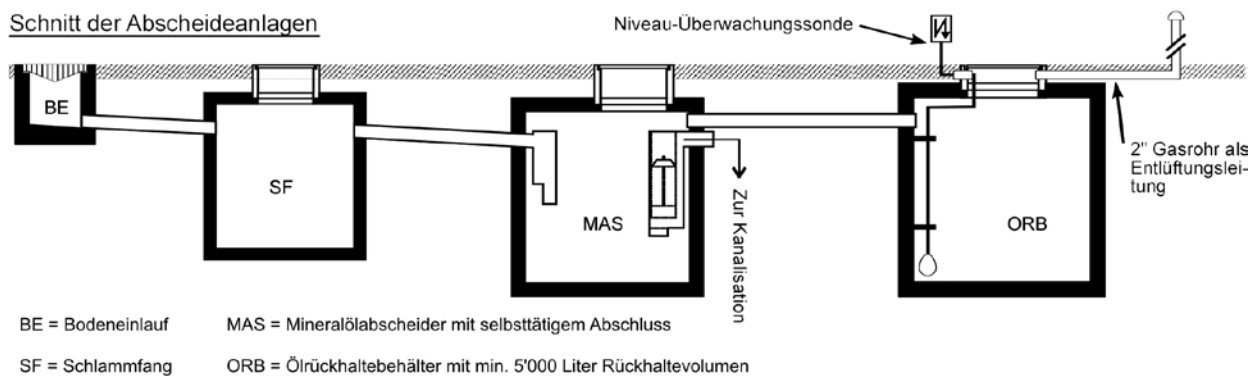 Schnitt der Abscheideanlagen
Niveau-Überwachungssonde
BE
SF
MAS
Zur Kanalisation
ORB
2" Gasrohr als
Entlüftungslei-
tung
BE = Bodeneinlauf
MAS = Mineralölabscheider mit selbsttätigem Abschluss
SF = Schlammfang
ORB = Ölrückhaltebehälter mit min. 5'000 Liter Rückhaltevolumen